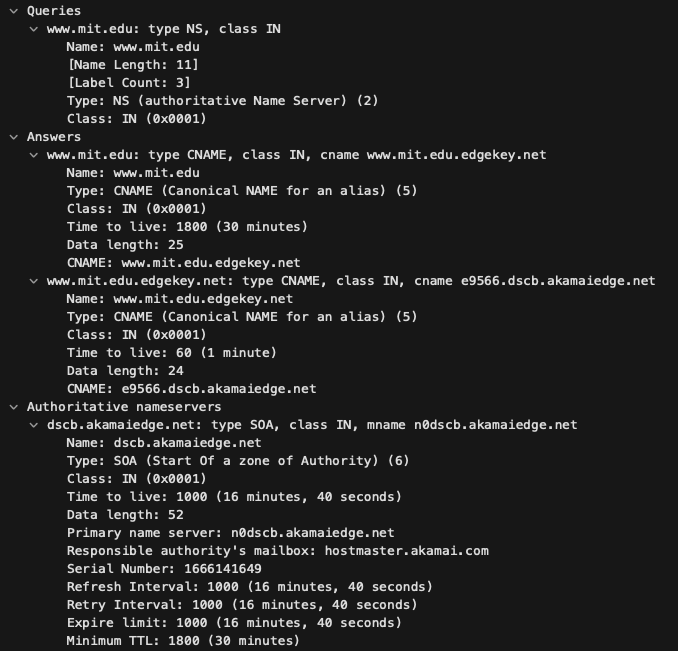 Queries
www.mit.edu: type NS, class IN
Name: www.mit.edu
[Name Length: 11]
[Label Count: 3]
Type: NS (authoritative Name Server) (2)
Class: IN (0x0001)
Answers
www.mit.edu: type CNAME, class IN, cname www.mit.edu.edgekey.net
Name: www.mit.edu
Type: CNAME (Canonical NAME for an alias) (5)
Class: IN (0x0001)
Time to live: 1800 (30 minutes)
Data length: 25
CNAME: www.mit.edu.edgekey.net
www.mit.edu.edgekey.net: type CNAME, class IN, cname e9566.dscb.akamaiedge.net
Name: www.mit.edu.edgekey.net
Type: CNAME (Canonical NAME for an alias) (5)
Class: IN (0x0001)
Time to live: 60 (1 minute)
Data length: 24
CNAME: e9566.dscb.akamaiedge.net
Authoritative nameservers
dscb.akamaiedge.net: type SOA, class IN, mname n0dscb.akamaiedge.net
Name: dscb.akamaiedge.net
Type: SOA (Start Of a zone of Authority) (6)
Class: IN (0x0001)
Time to live: 1000 (16 minutes, 40 seconds)
Data length: 52
Primary name server: n0dscb.akamaiedge.net
Responsible authority's mailbox: hostmaster.akamai.com
Serial Number: 1666141649
Refresh Interval: 1000 (16 minutes, 40 seconds)
Retry Interval: 1000 (16 minutes, 40 seconds)
Expire limit: 1000 (16 minutes, 40 seconds)
Minimum TTL: 1800 (30 minutes)